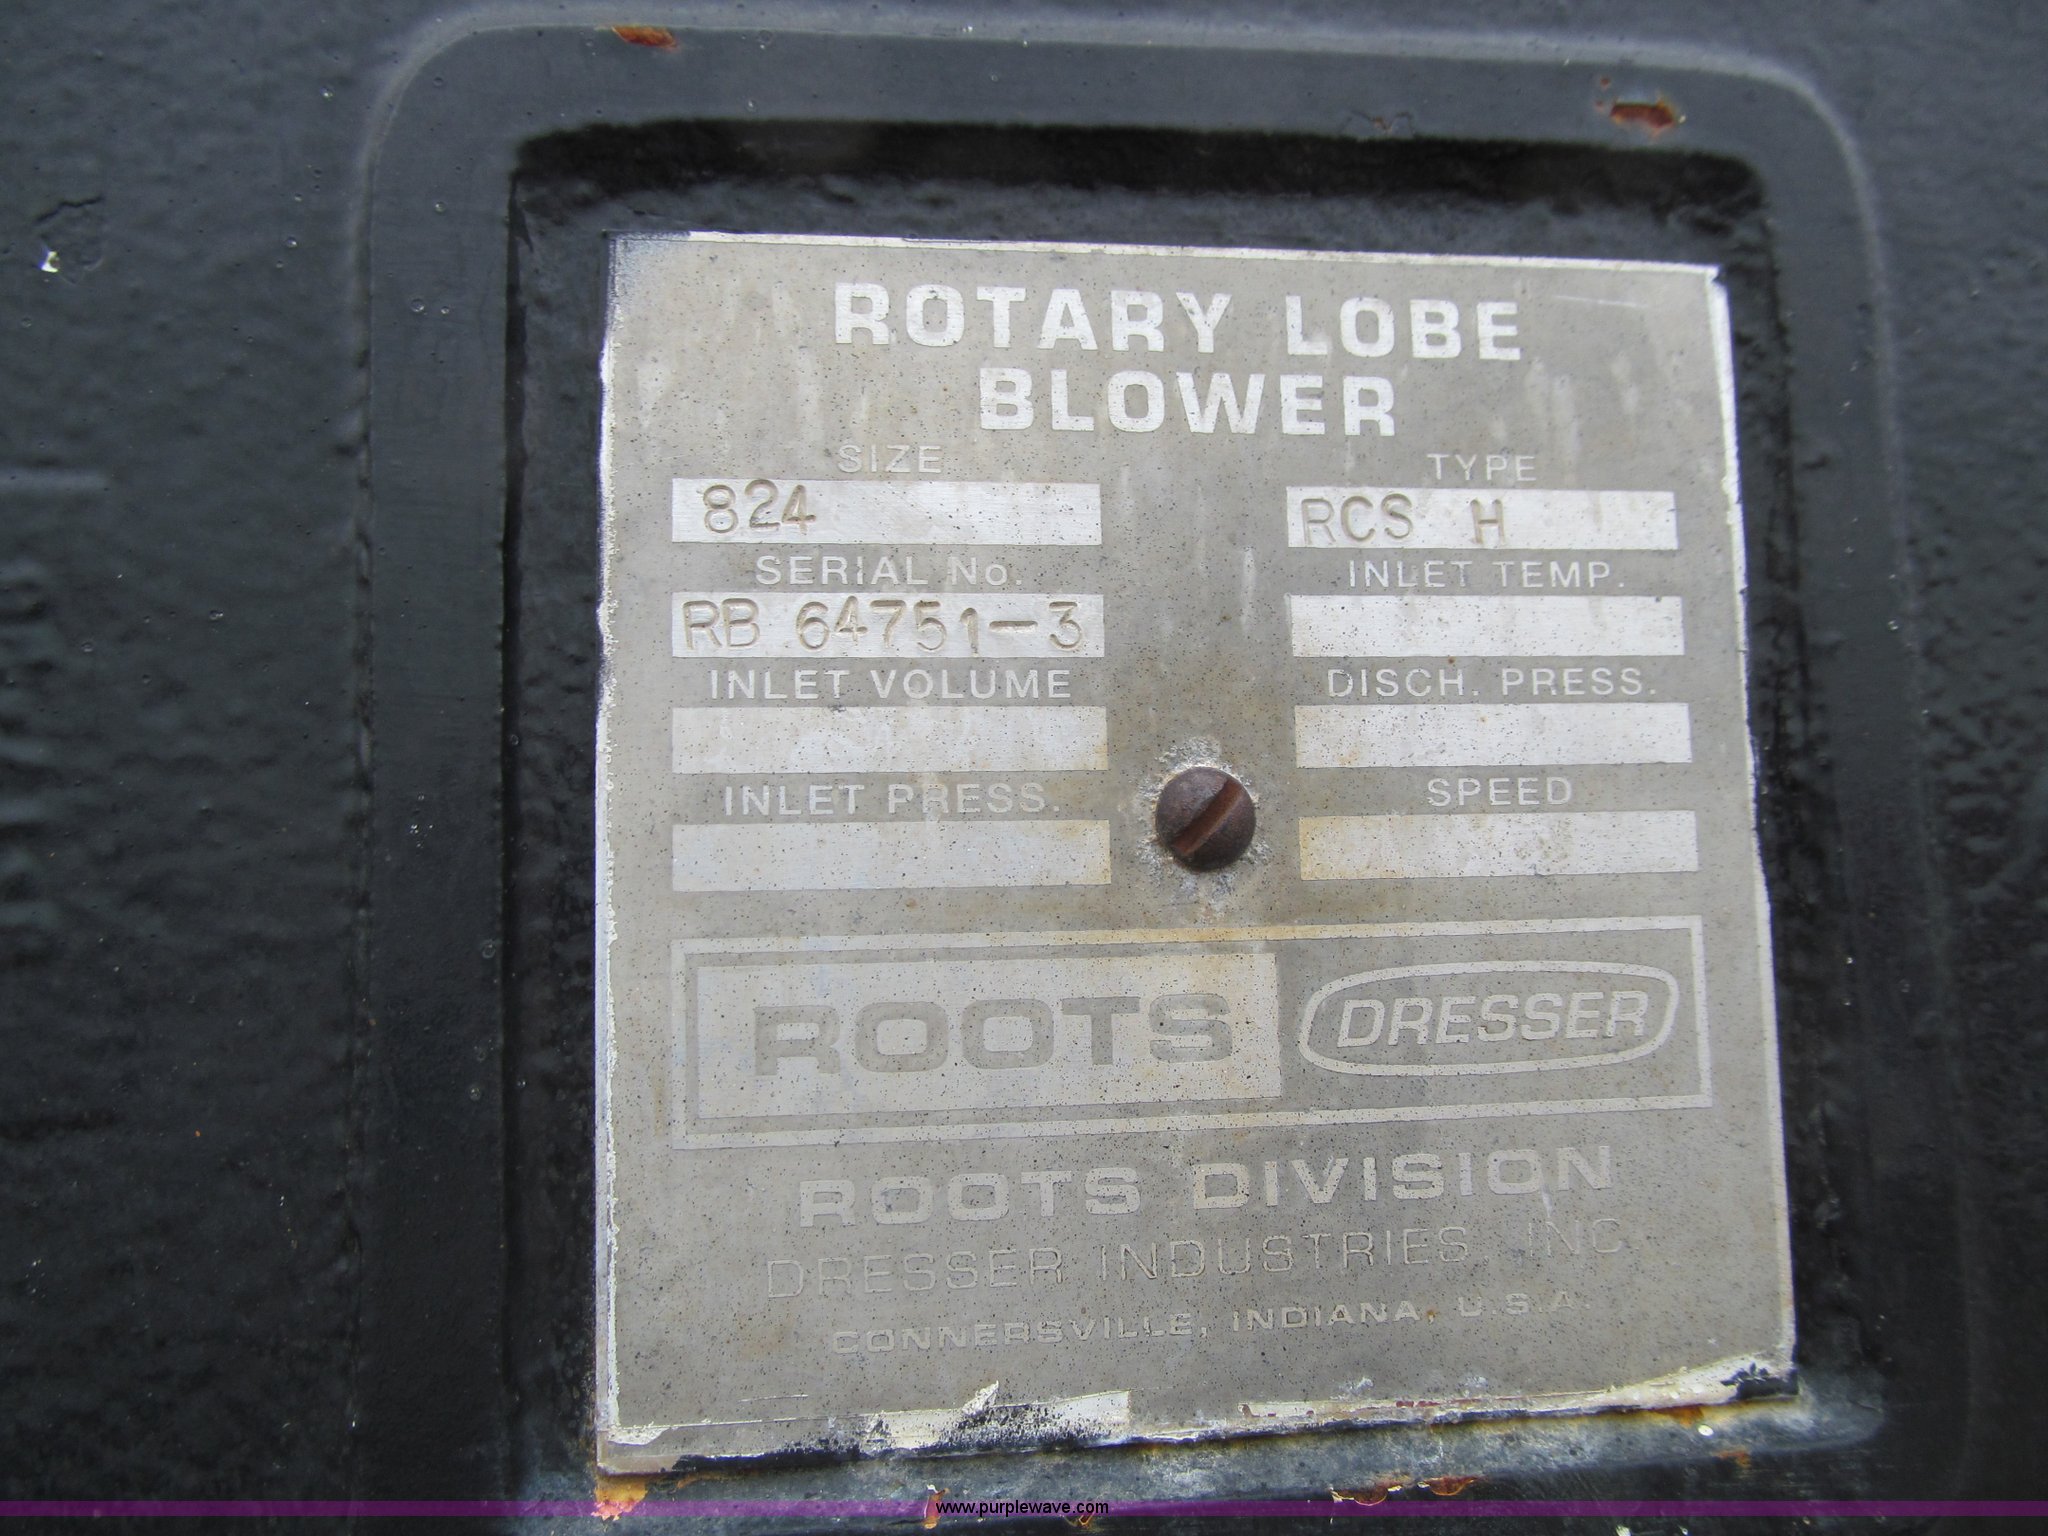 ROTARY LOBE
BLOWER
SIZE TYPE
824 RCS H
SERIAL No. INLET TEMP.
RB 64751-3
INLET VOLUME DISCH. PRESS.
INLET PRESS. SPEED
ROOTS DRESSER
ROOTS DIVISION
DRESSER INDUSTRIES, INC.
CONNERSVILLE, INDIANA, U.S.A.
www.purplewave.com